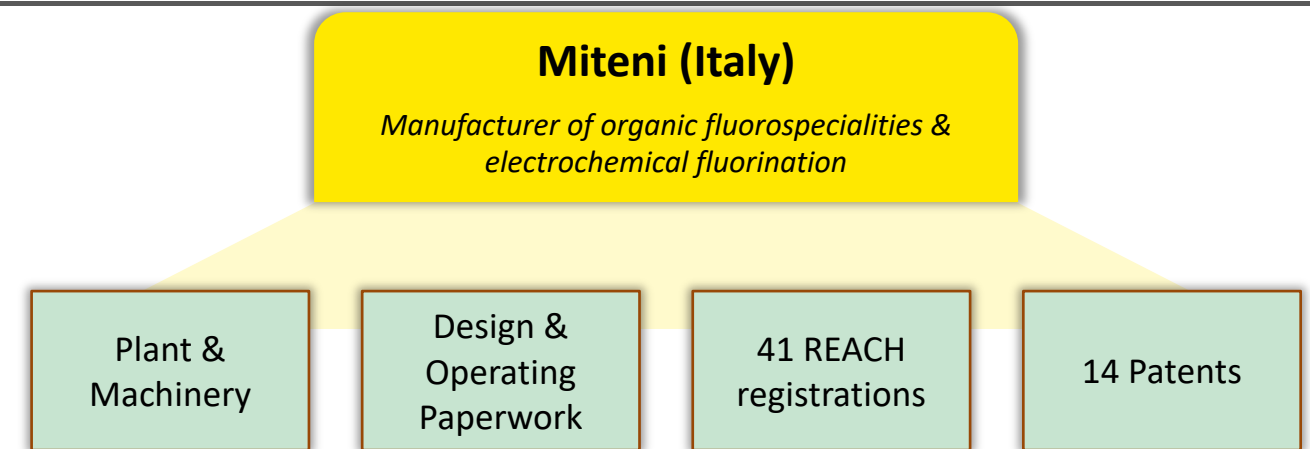 Miteni (Italy)
Manufacturer of organic fluorospecialities &
electrochemical fluorination
Plant &
Machinery
Design &
Operating
Paperwork
41 REACH
registrations
14 Patents